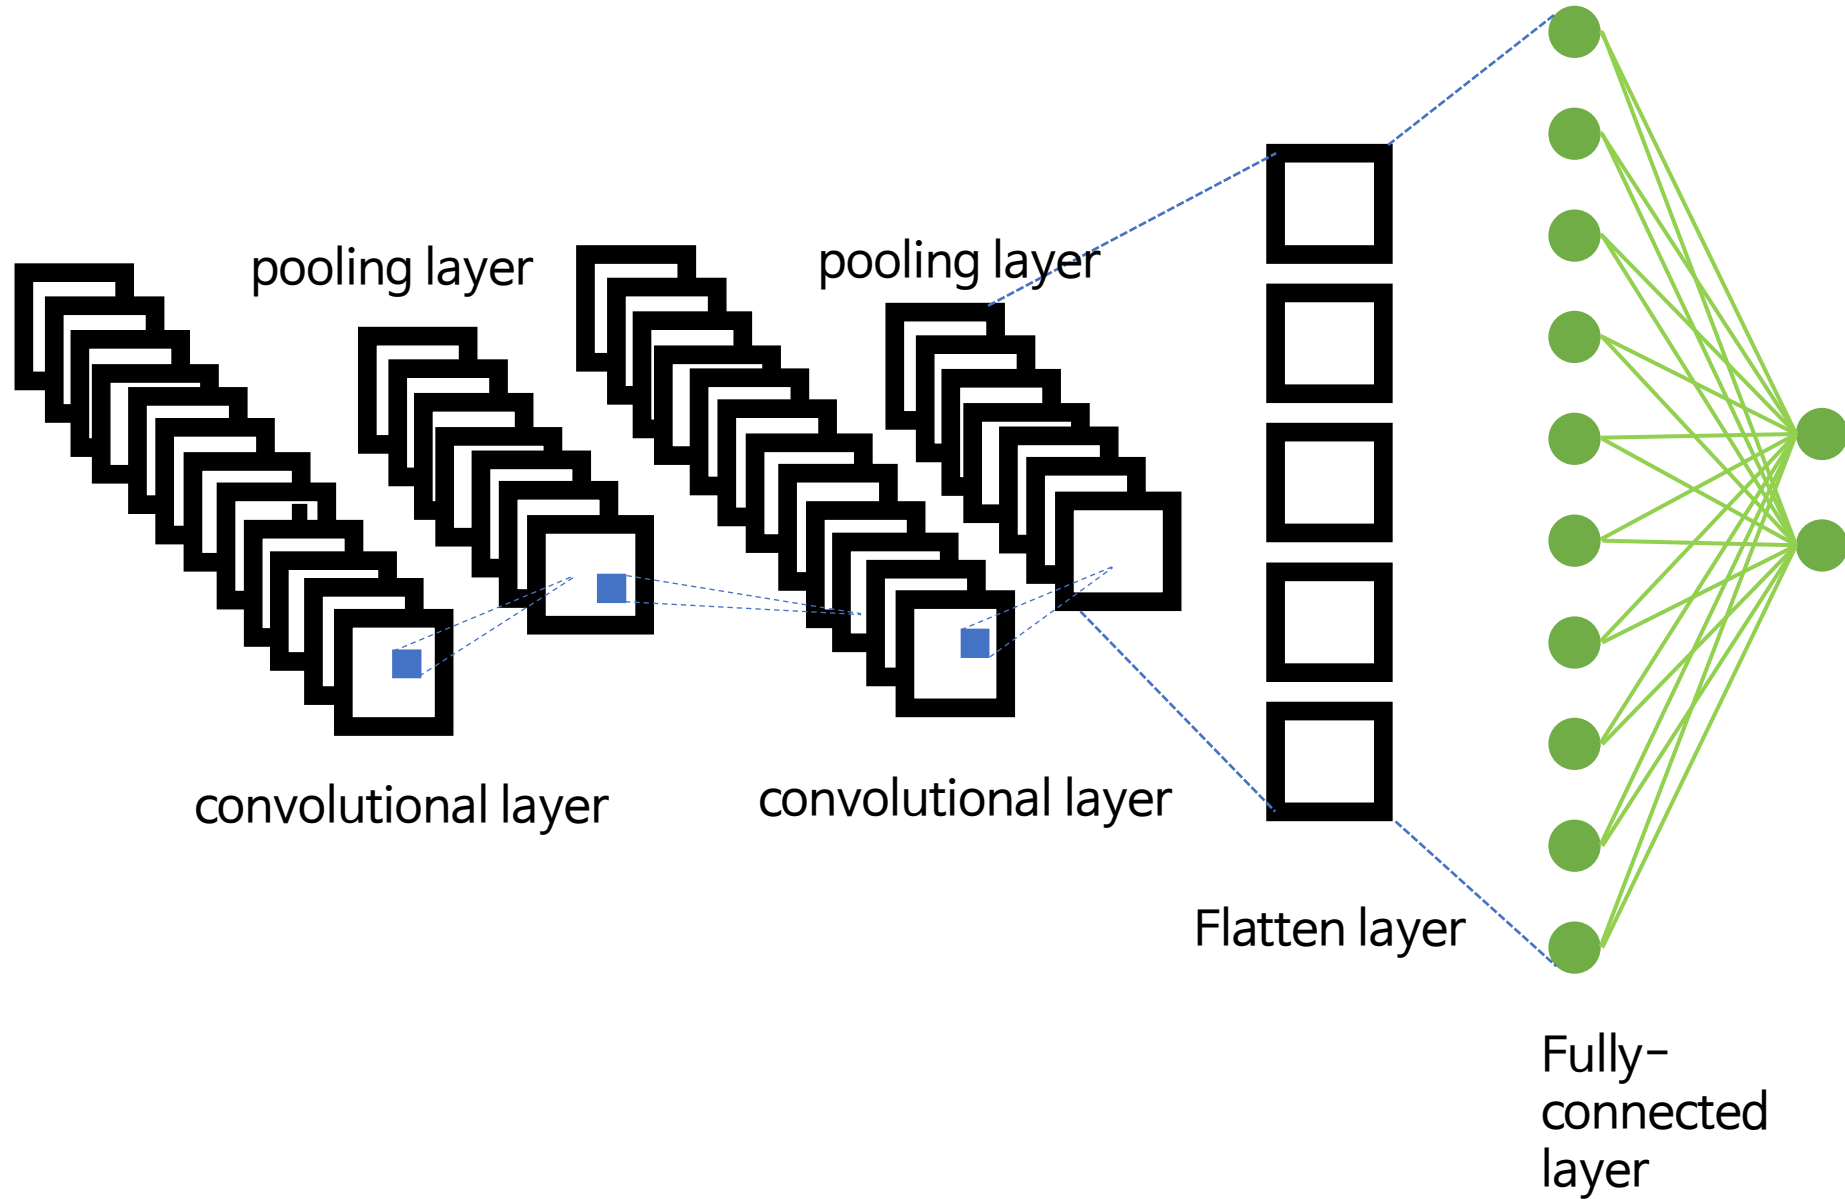 pooling layer
pooling layer
convolutional layer
convolutional layer
Flatten layer
Fully-
connected
layer